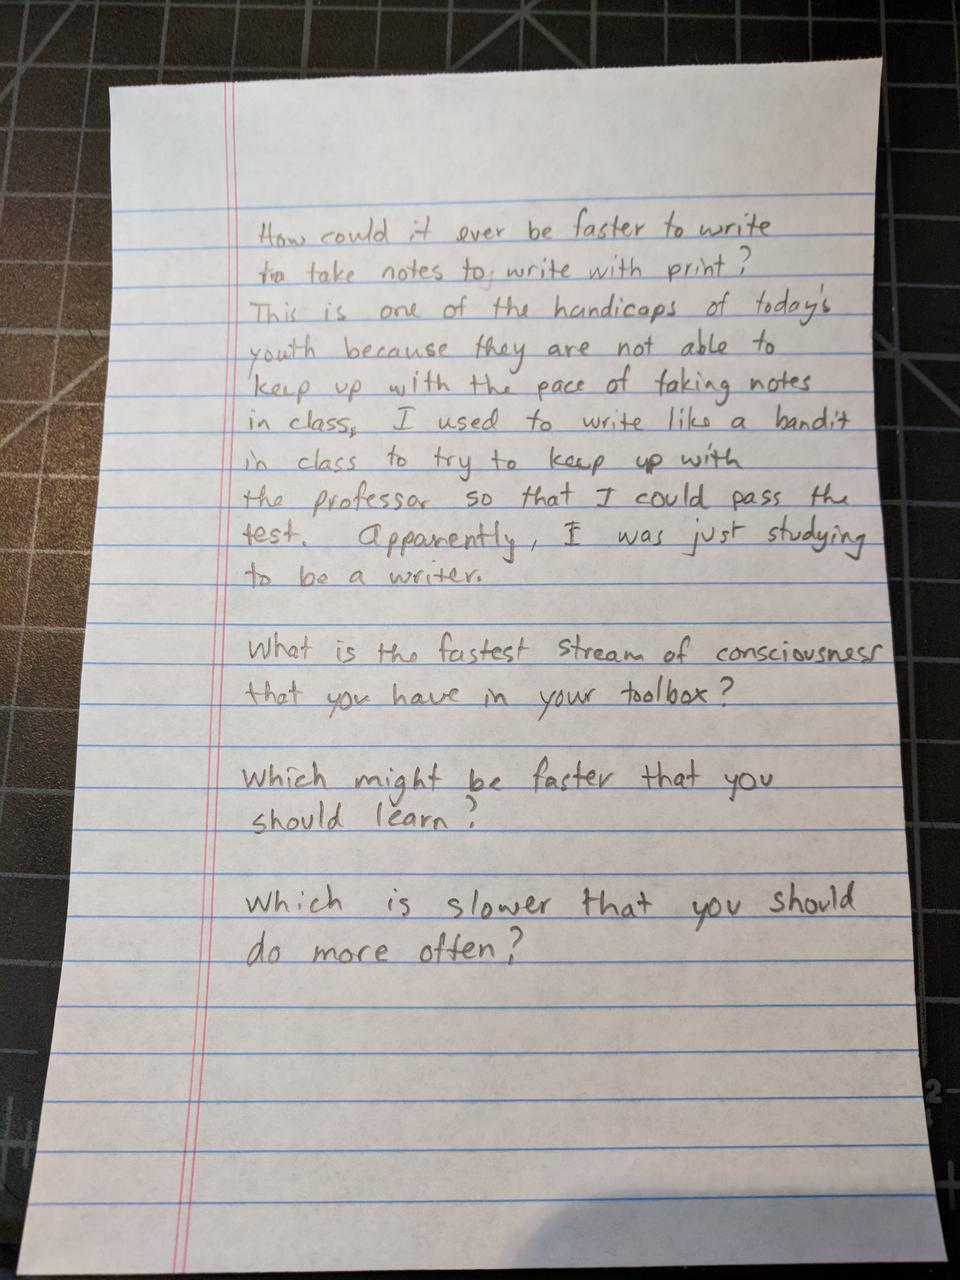 How could it ever be faster to write
to take notes to write with print?
This is one of the handicaps of today's
youth because they are not able to
keep up with the pace of taking notes
in class, I used to write like a bandit
in class to try to keep up with
the professor so that I could pass the
test. Apparently, I was just studying
to be a writer.
What is the fastest stream of consciousness
that you have in your toolbox?
Which might be faster that you
should learn?
Which is slower that you should
do more often?
2